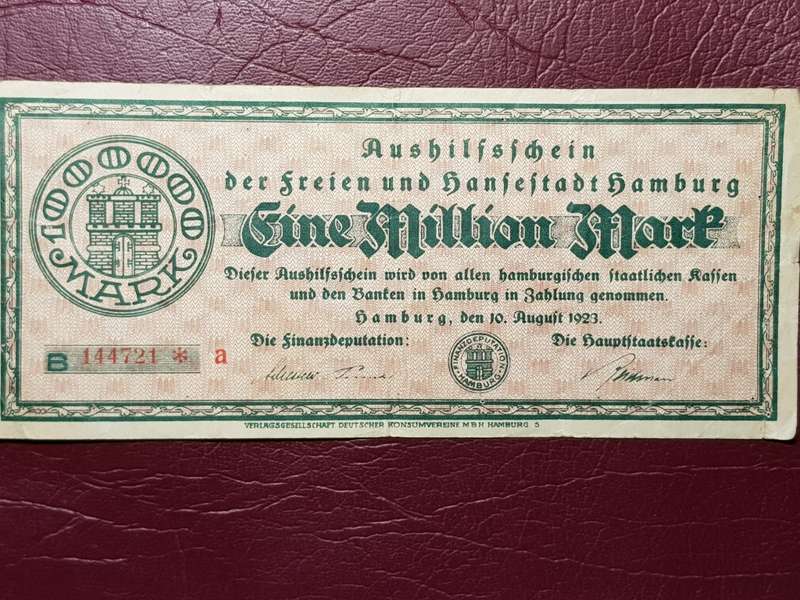 1000000
MARK
Aushilfsschein
der Freien und Hansestadt Hamburg
Eine Million Mark
Dieser Aushilfsschein wird von allen hamburgischen staatlichen Kassen
und den Banken in Hamburg in Zahlung genommen.
Hamburg, den 10. August 1923.
Die Finanzdeputation:
Die Hauptstaatskasse:
B 144721 * a
FINANZDEPUTATION
HAMBURG
VERLAGSGESELLSCHAFT DEUTSCHER KONSUMVEREINE M B H HAMBURG 5